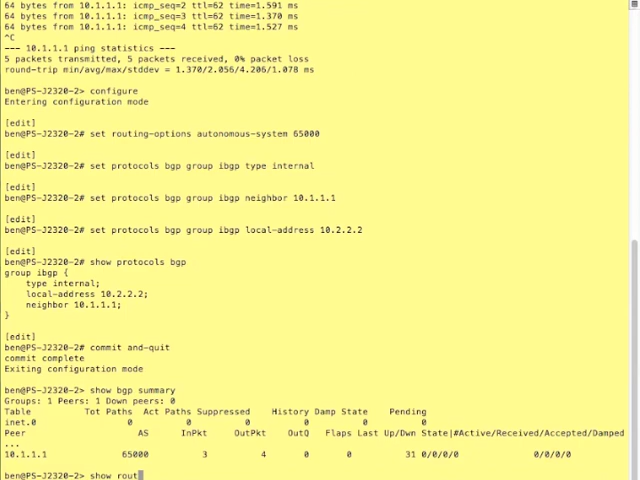 64 bytes from 10.1.1.1: icmp_seq=2 ttl=62 time=1.591 ms
64 bytes from 10.1.1.1: icmp_seq=3 ttl=62 time=1.370 ms
64 bytes from 10.1.1.1: icmp_seq=4 ttl=62 time=1.527 ms
^C
--- 10.1.1.1 ping statistics ---
5 packets transmitted, 5 packets received, 0% packet loss
round-trip min/avg/max/stddev = 1.370/2.056/4.206/1.078 ms
ben@PS-J2320-2> configure
Entering configuration mode
[edit]
ben@PS-J2320-2# set routing-options autonomous-system 65000
[edit]
ben@PS-J2320-2# set protocols bgp group ibgp type internal
[edit]
ben@PS-J2320-2# set protocols bgp group ibgp neighbor 10.1.1.1
[edit]
ben@PS-J2320-2# set protocols bgp group ibgp local-address 10.2.2.2
[edit]
ben@PS-J2320-2# show protocols bgp
group ibgp {
    type internal;
    local-address 10.2.2.2;
    neighbor 10.1.1.1;
}
[edit]
ben@PS-J2320-2# commit and-quit
commit complete
Exiting configuration mode
ben@PS-J2320-2> show bgp summary
Groups: 1 Peers: 1 Down peers: 0
Table          Tot Paths  Act Paths Suppressed    History Damp State    Pending
inet.0                 0          0          0          0          0          0
Peer                     AS      InPkt     OutPkt    OutQ   Flaps Last Up/Dwn State|#Active/Received/Accepted/Damped
...
10.1.1.1              65000          3          4       0       0          31 0/0/0/0              0/0/0/0
ben@PS-J2320-2> show rout